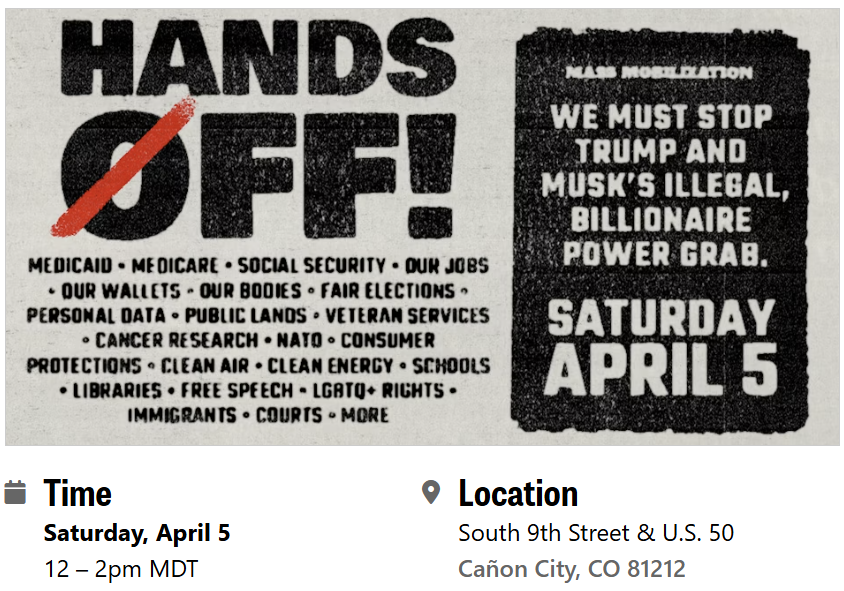 HANDS
OFF!
MEDICAID • MEDICARE • SOCIAL SECURITY • OUR JOBS
• OUR WALLETS • OUR BODIES • FAIR ELECTIONS •
PERSONAL DATA • PUBLIC LANDS • VETERAN SERVICES
• CANCER RESEARCH • NATO • CONSUMER
PROTECTIONS • CLEAN AIR • CLEAN ENERGY • SCHOOLS
• LIBRARIES • FREE SPEECH • LGBTQ+ RIGHTS •
IMMIGRANTS • COURTS • MORE
MASS MOBILIZATION
WE MUST STOP
TRUMP AND
MUSK'S ILLEGAL,
BILLIONAIRE
POWER GRAB.
SATURDAY
APRIL 5
Time
Saturday, April 5
12 – 2pm MDT
Location
South 9th Street & U.S. 50
Cañon City, CO 81212